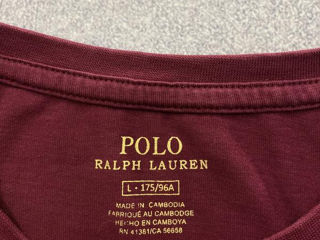 POLO
RALPH LAUREN
L • 175/96A
MADE IN CAMBODIA
FABRIQUÉ AU CAMBODGE
HECHO EN CAMBOYA
RN 41381/CA 56658